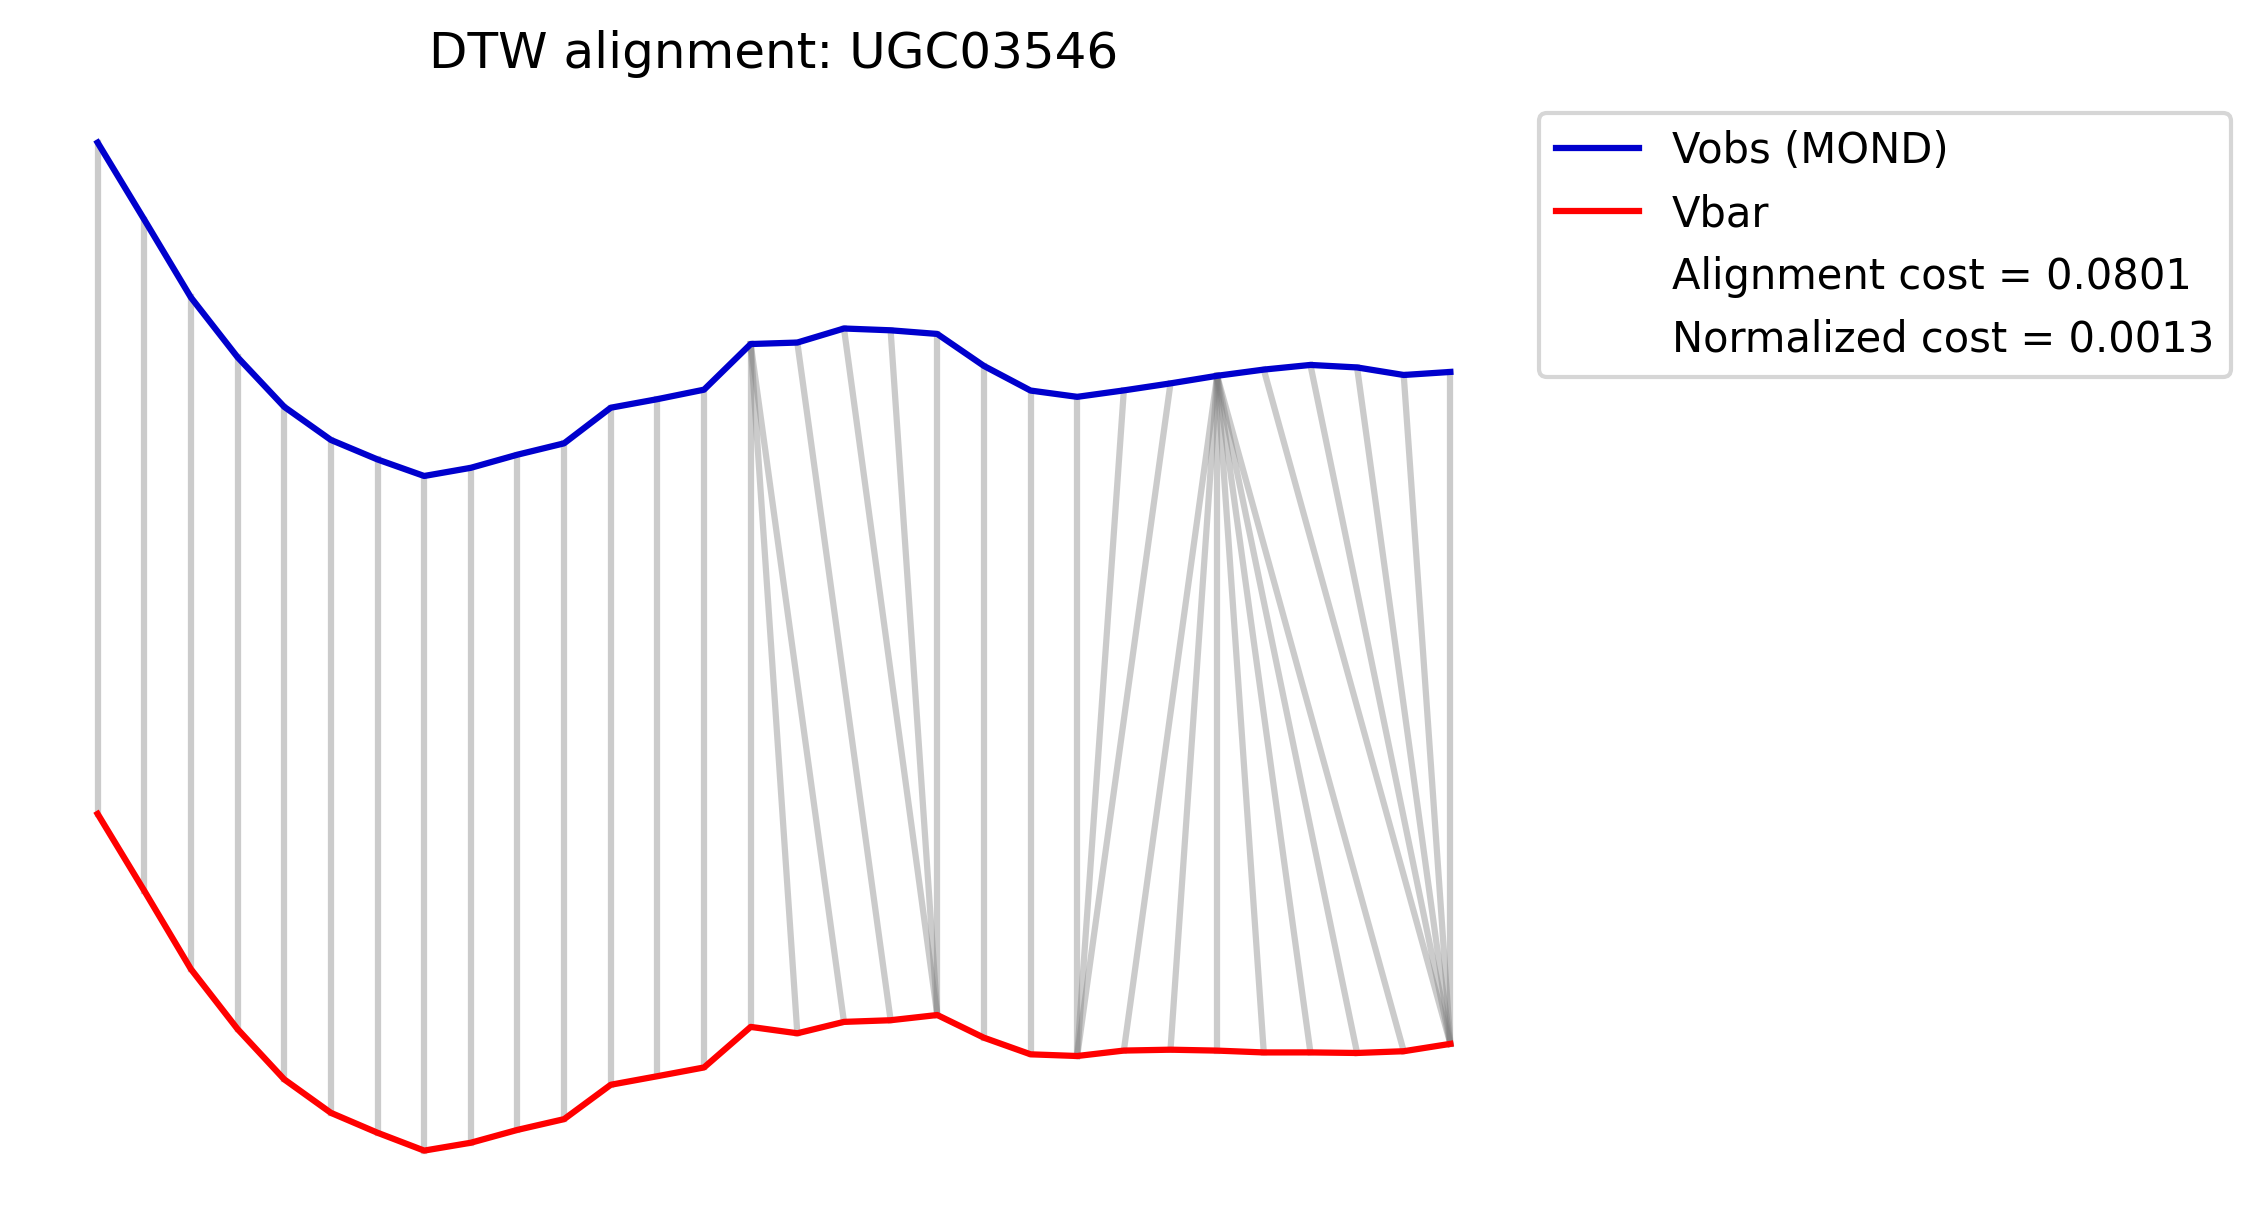 DTW alignment: UGC03546
Vobs (MOND)
Vbar
Alignment cost = 0.0801
Normalized cost = 0.0013